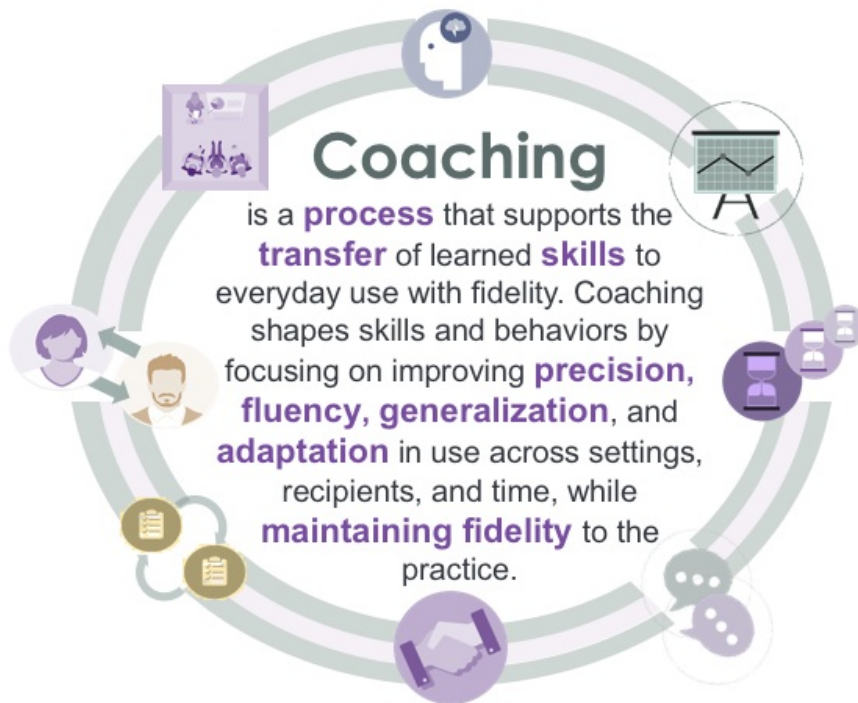 Coaching
is a process that supports the
transfer of learned skills to
everyday use with fidelity. Coaching
shapes skills and behaviors by
focusing on improving precision,
fluency, generalization, and
adaptation in use across settings,
recipients, and time, while
maintaining fidelity to the
practice.